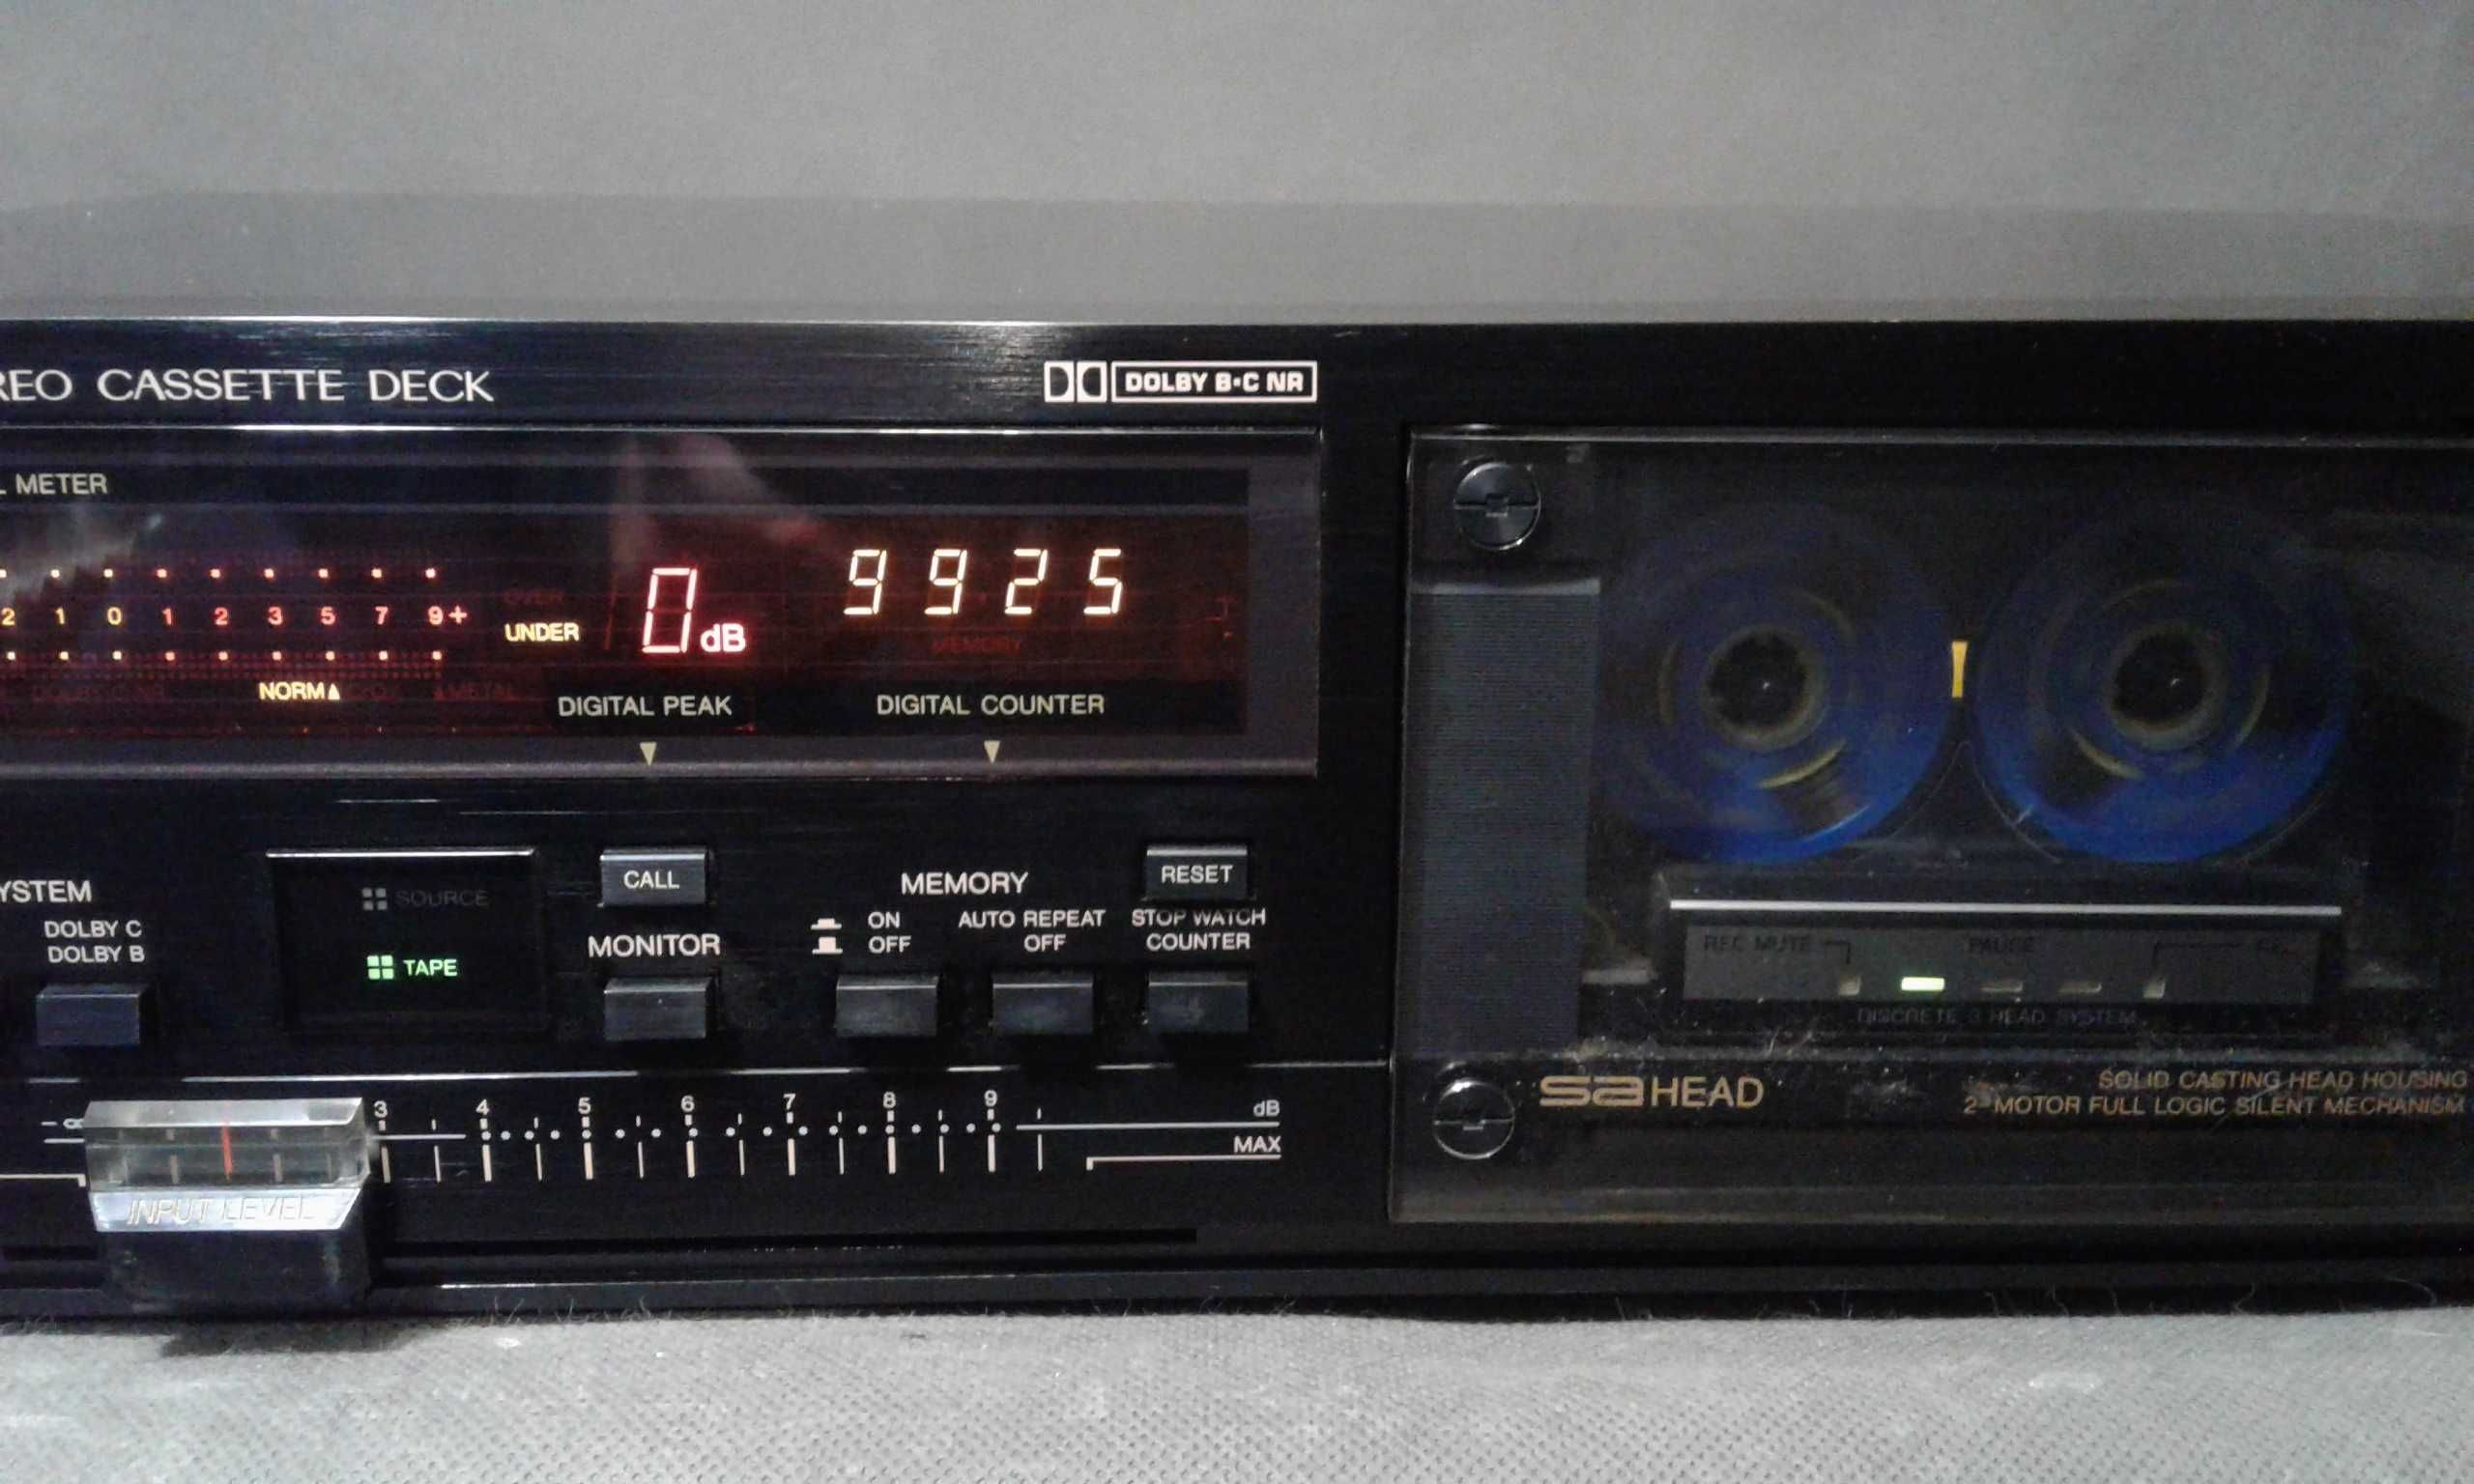 REO CASSETTE DECK
DOLBY B·C NR
L METER
2 1 0 1 2 3 5 7 9+
UNDER
0 dB
9925
MEMORY
NORM
METAL
DIGITAL PEAK
DIGITAL COUNTER
YSTEM
DOLBY C
DOLBY B
SOURCE
TAPE
CALL
MONITOR
MEMORY
ON
OFF
AUTO REPEAT
OFF
RESET
STOP WATCH
COUNTER
REC MUTE
PAUSE
DISCRETE 3 HEAD SYSTEM
-∞ 3 4 5 6 7 8 9 dB
MAX
INPUT LEVEL
sa HEAD
SOLID CASTING HEAD HOUSING
2-MOTOR FULL LOGIC SILENT MECHANISM